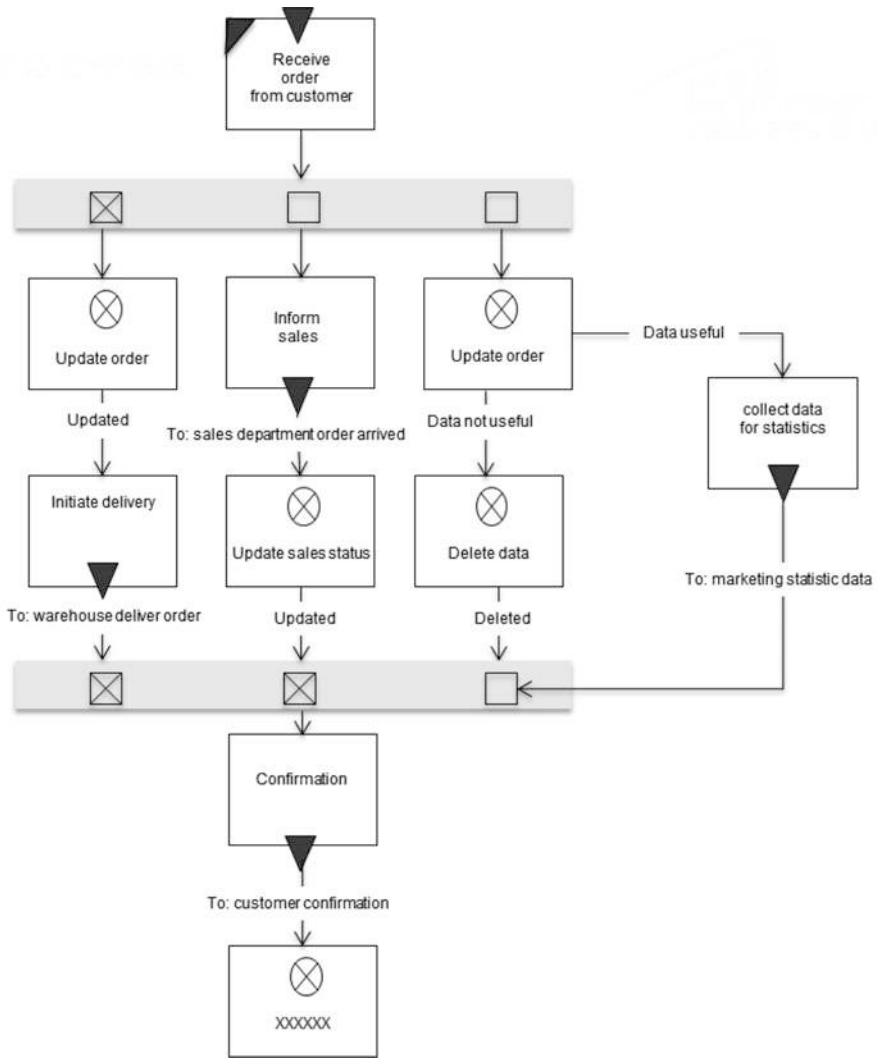 Receive
order
from customer
Update order
Inform
sales
Update order
Data useful
collect data
for statistics
Updated
To: sales department order arrived
Data not useful
Initiate delivery
Update sales status
Delete data
To: marketing statistic data
To: warehouse deliver order
Updated
Deleted
Confirmation
To: customer confirmation
XXXXXX